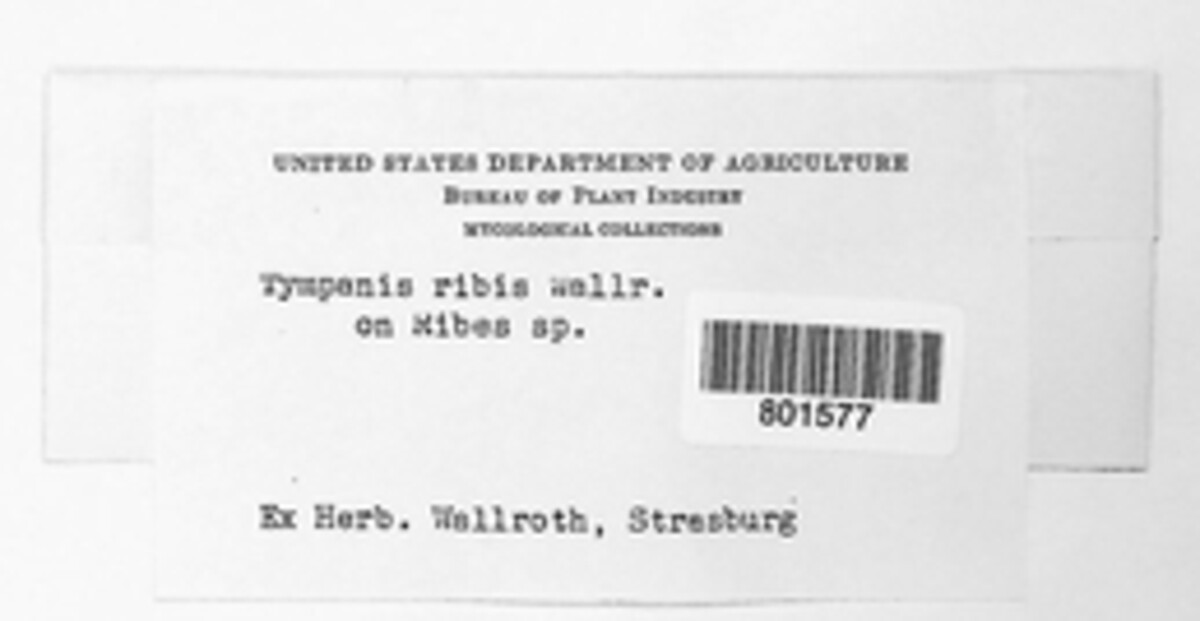 UNITED STATES DEPARTMENT OF AGRICULTURE
BUREAU OF PLANT INDUSTRY
MYCOLOGICAL COLLECTIONS
Tympanis ribis Wallr.
on Ribes sp.
801577
Ex Herb. Wallroth, Strasburg